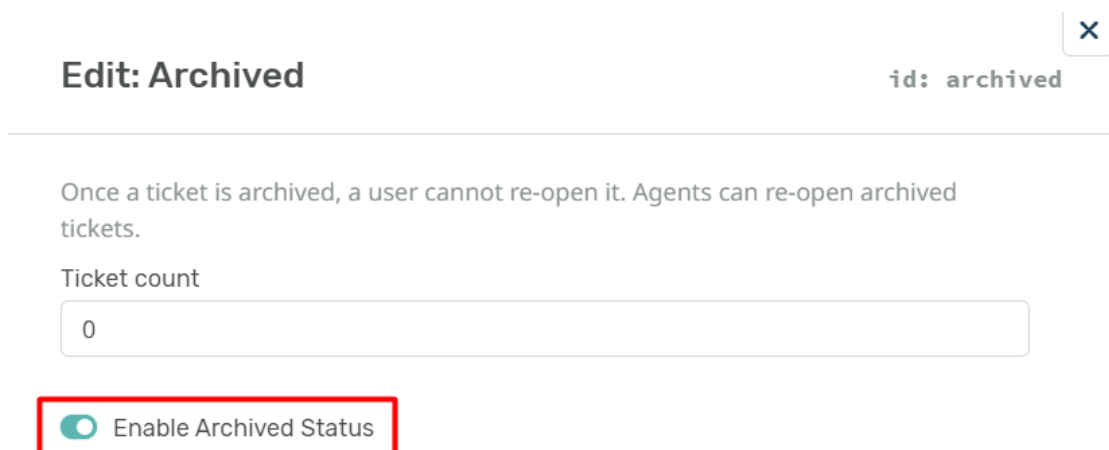 Edit: Archived
id: archived
Once a ticket is archived, a user cannot re-open it. Agents can re-open archived
tickets.
Ticket count
0
Enable Archived Status